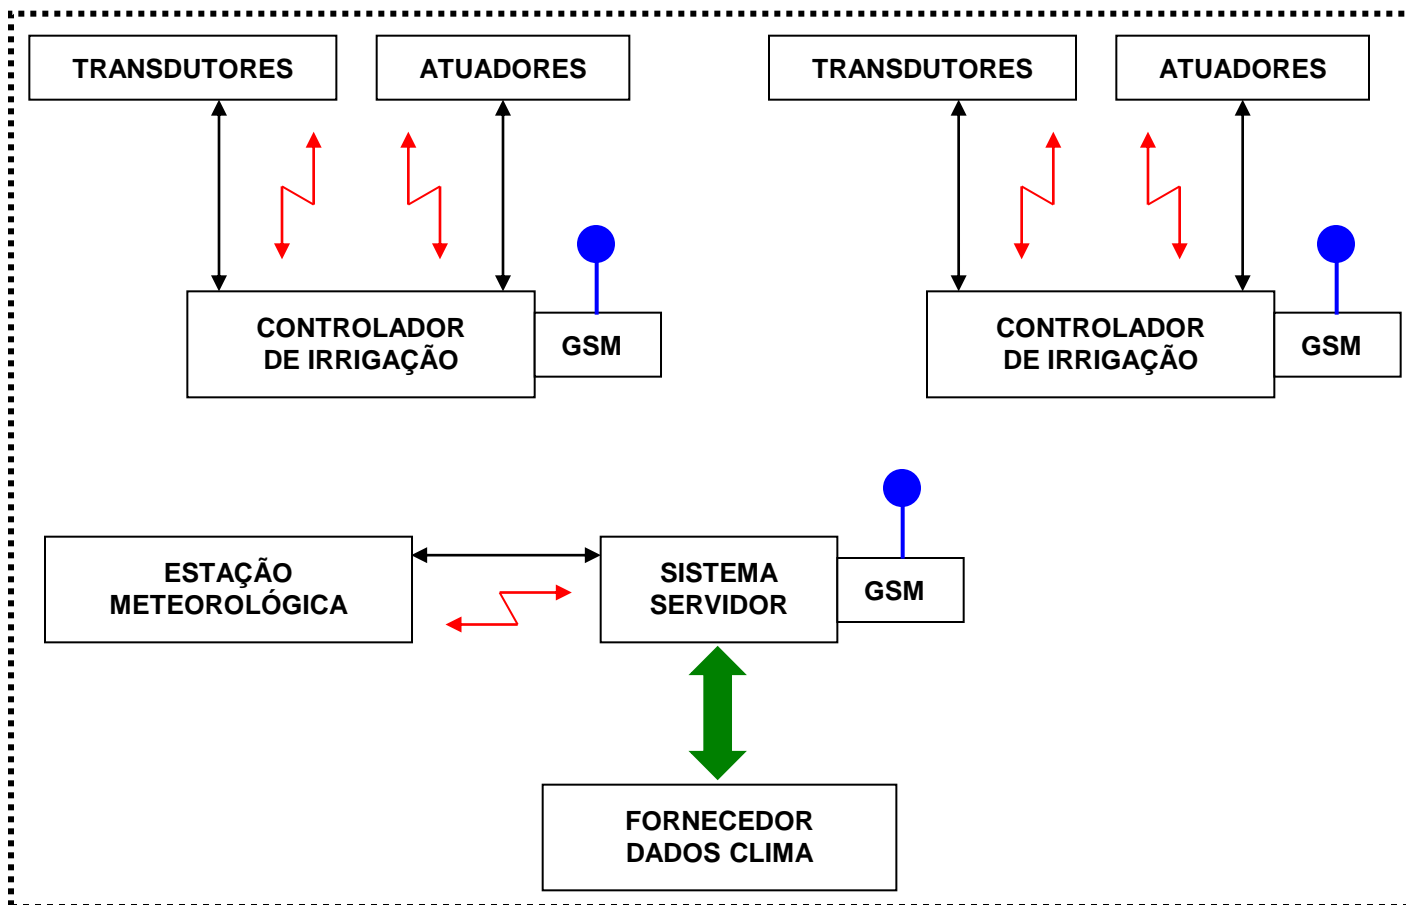 TRANSDUTORES
ATUADORES
TRANSDUTORES
ATUADORES
CONTROLADOR
DE IRRIGAÇÃO
GSM
CONTROLADOR
DE IRRIGAÇÃO
GSM
ESTAÇÃO
METEOROLÓGICA
SISTEMA
SERVIDOR
GSM
FORNECEDOR
DADOS CLIMA